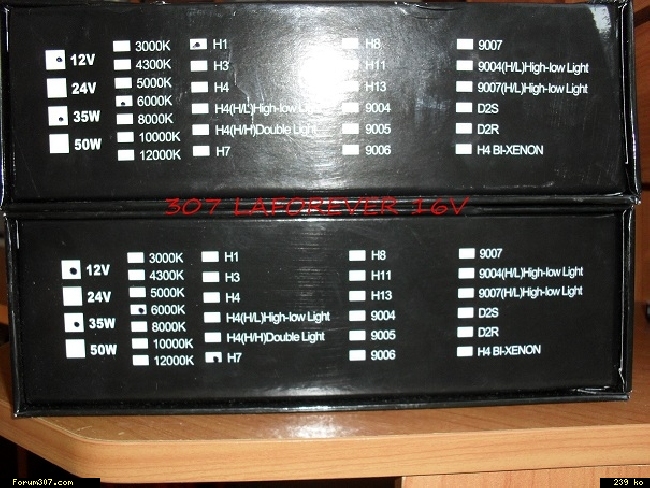 12V
24V
35W
50W
3000K
4300K
5000K
6000K
8000K
10000K
12000K
H1
H3
H4
H4(H/L)High-low Light
H4(H/H)Double Light
H7
H8
H11
H13
9004
9005
9006
9007
9004(H/L)High-low Light
9007(H/L)High-low Light
D2S
D2R
H4 BI-XENON
307 LAFOREVER 16V
12V
24V
35W
50W
3000K
4300K
5000K
6000K
8000K
10000K
12000K
H1
H3
H4
H4(H/L)High-low Light
H4(H/H)Double Light
H7
H8
H11
H13
9004
9005
9006
9007
9004(H/L)High-low Light
9007(H/L)High-low Light
D2S
D2R
H4 BI-XENON
Forum307.com
239 ko